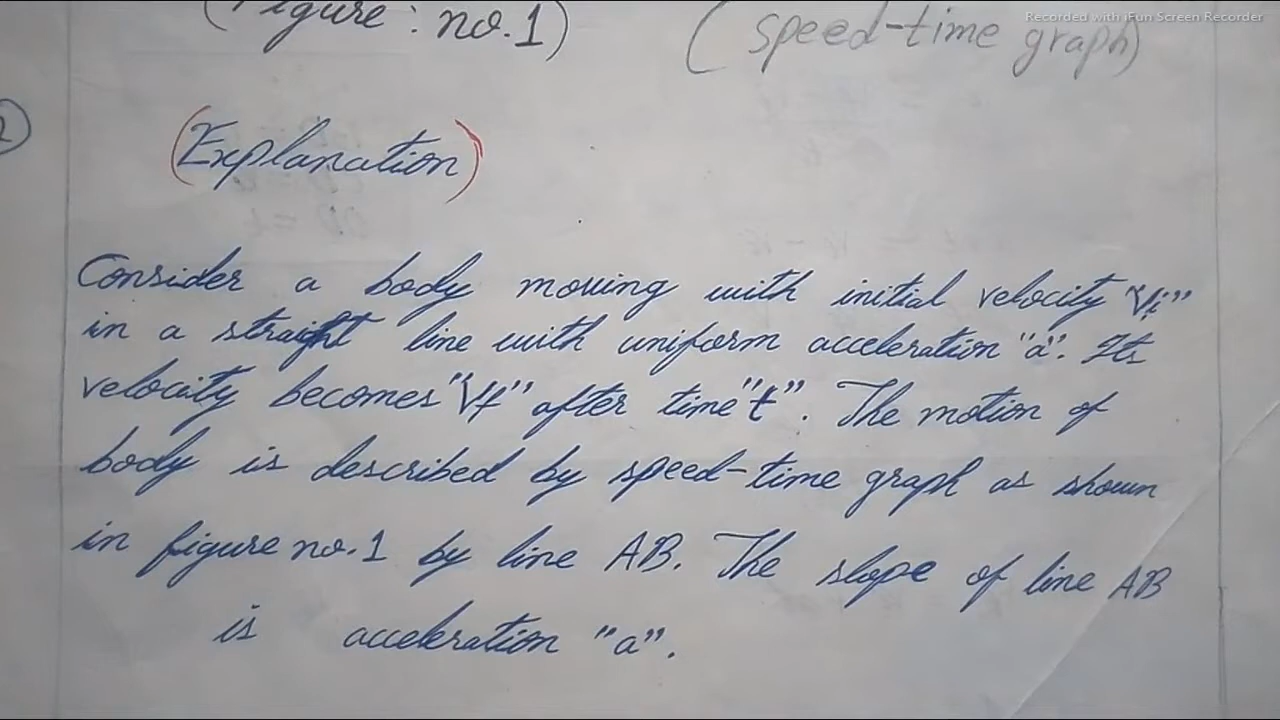 (Figure : no.1)
( speed-time graph)
Recorded with iFun Screen Recorder
2
(Explanation)
Consider a body moving with initial velocity "Vi"
in a straight line with uniform acceleration "a". Its
velocity becomes "Vf" after time "t". The motion of
body is described by speed-time graph as shown
in figure no.1 by line AB. The slope of line AB
is acceleration "a".